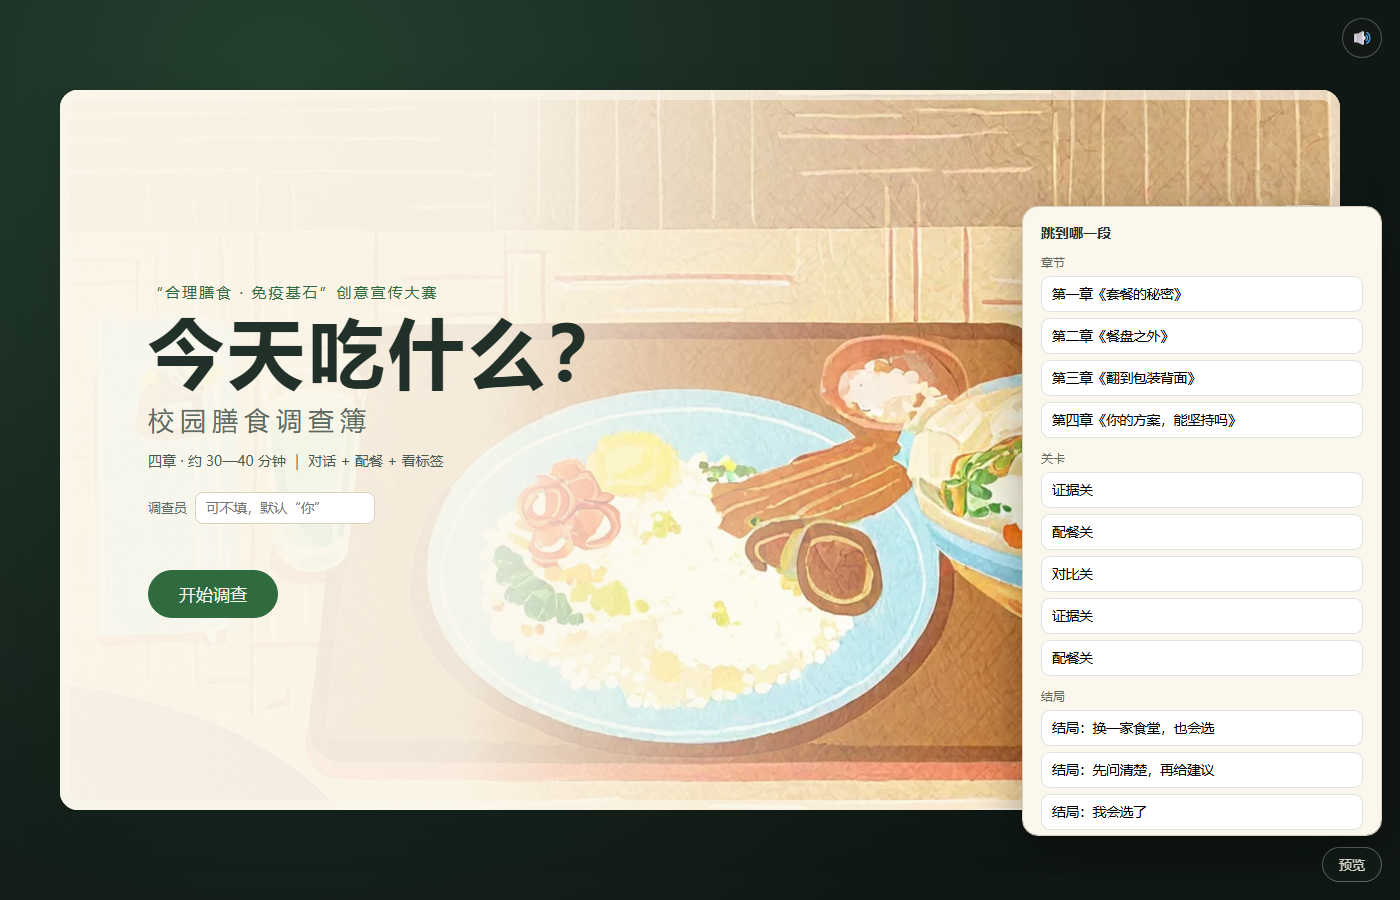 “合理膳食 · 免疫基石”创意宣传大赛
今天吃什么？
校园膳食调查簿
四章 · 约 30—40 分钟 ｜ 对话 + 配餐 + 看标签
调查员 可不填，默认“你”
开始调查
跳到哪一段
章节
第一章《套餐的秘密》
第二章《餐盘之外》
第三章《翻到包装背面》
第四章《你的方案，能坚持吗》
关卡
证据关
配餐关
对比关
证据关
配餐关
结局
结局：换一家食堂，也会选
结局：先问清楚，再给建议
结局：我会选了
预览